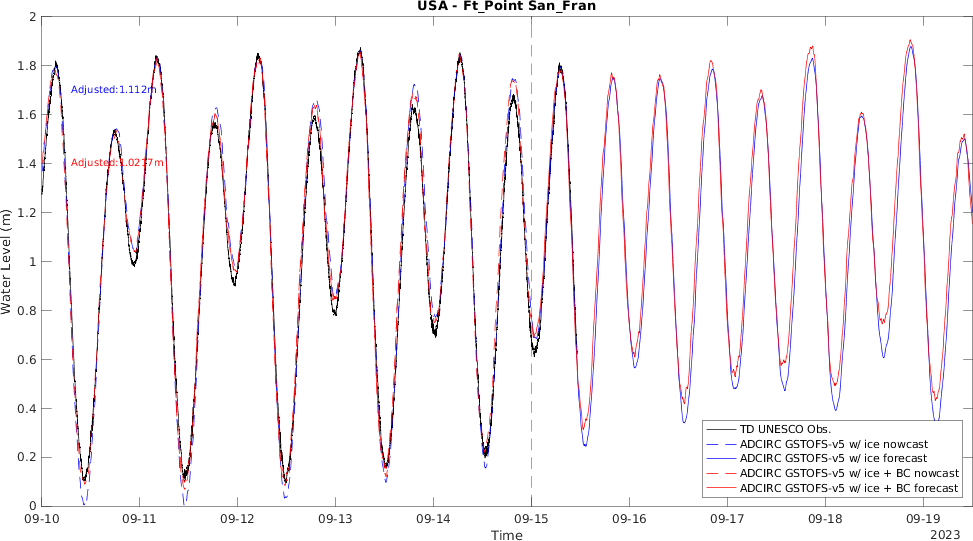 USA - Ft_Point San_Fran
Water Level (m)
2
1.8
1.6
1.4
1.2
1
0.8
0.6
0.4
0.2
0
Adjusted:1.112m
Adjusted:1.0217m
TD UNESCO Obs.
ADCIRC GSTOFS-v5 w/ ice nowcast
ADCIRC GSTOFS-v5 w/ ice forecast
ADCIRC GSTOFS-v5 w/ ice + BC nowcast
ADCIRC GSTOFS-v5 w/ ice + BC forecast
09-10 09-11 09-12 09-13 09-14 09-15 09-16 09-17 09-18 09-19
Time
2023